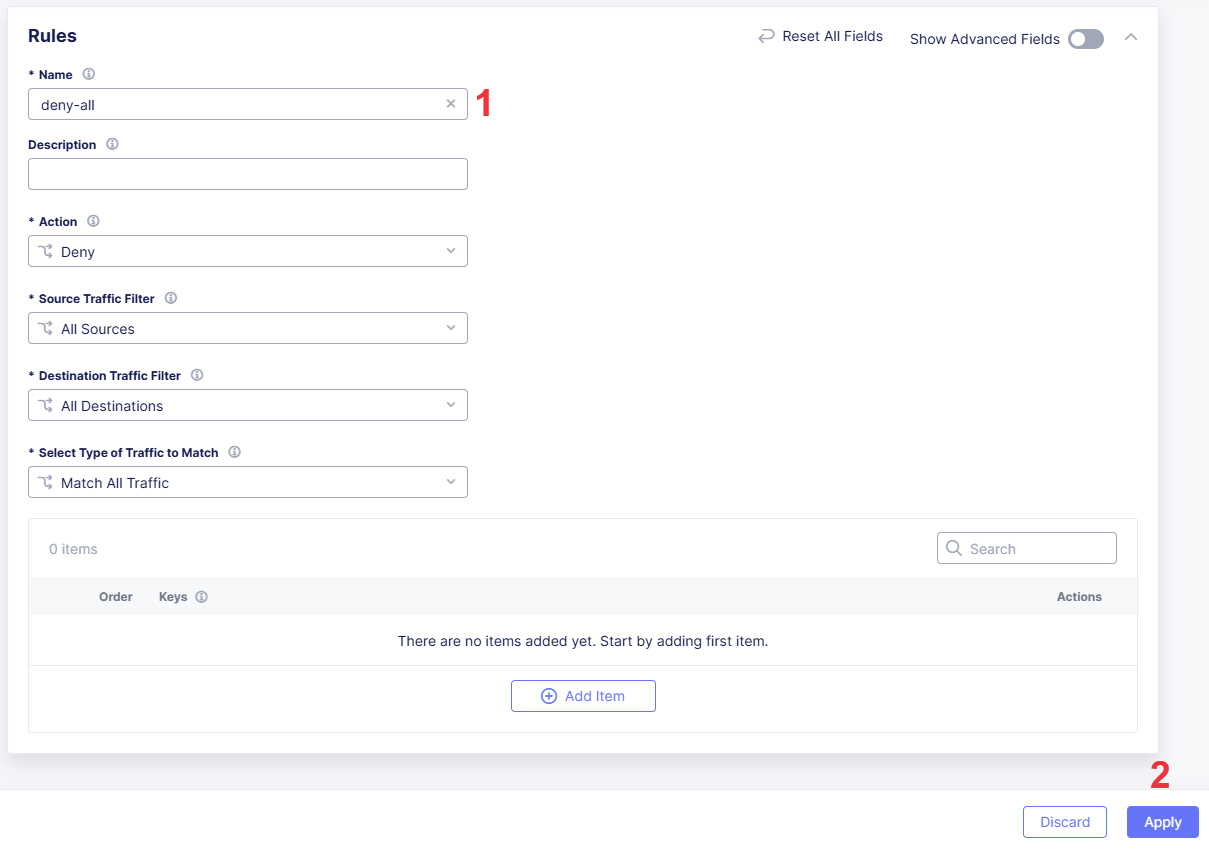 Rules
Reset All Fields
Show Advanced Fields
* Name
deny-all
1
Description
* Action
Deny
* Source Traffic Filter
All Sources
* Destination Traffic Filter
All Destinations
* Select Type of Traffic to Match
Match All Traffic
0 items
Search
Order Keys Actions
There are no items added yet. Start by adding first item.
Add Item
2
Discard Apply